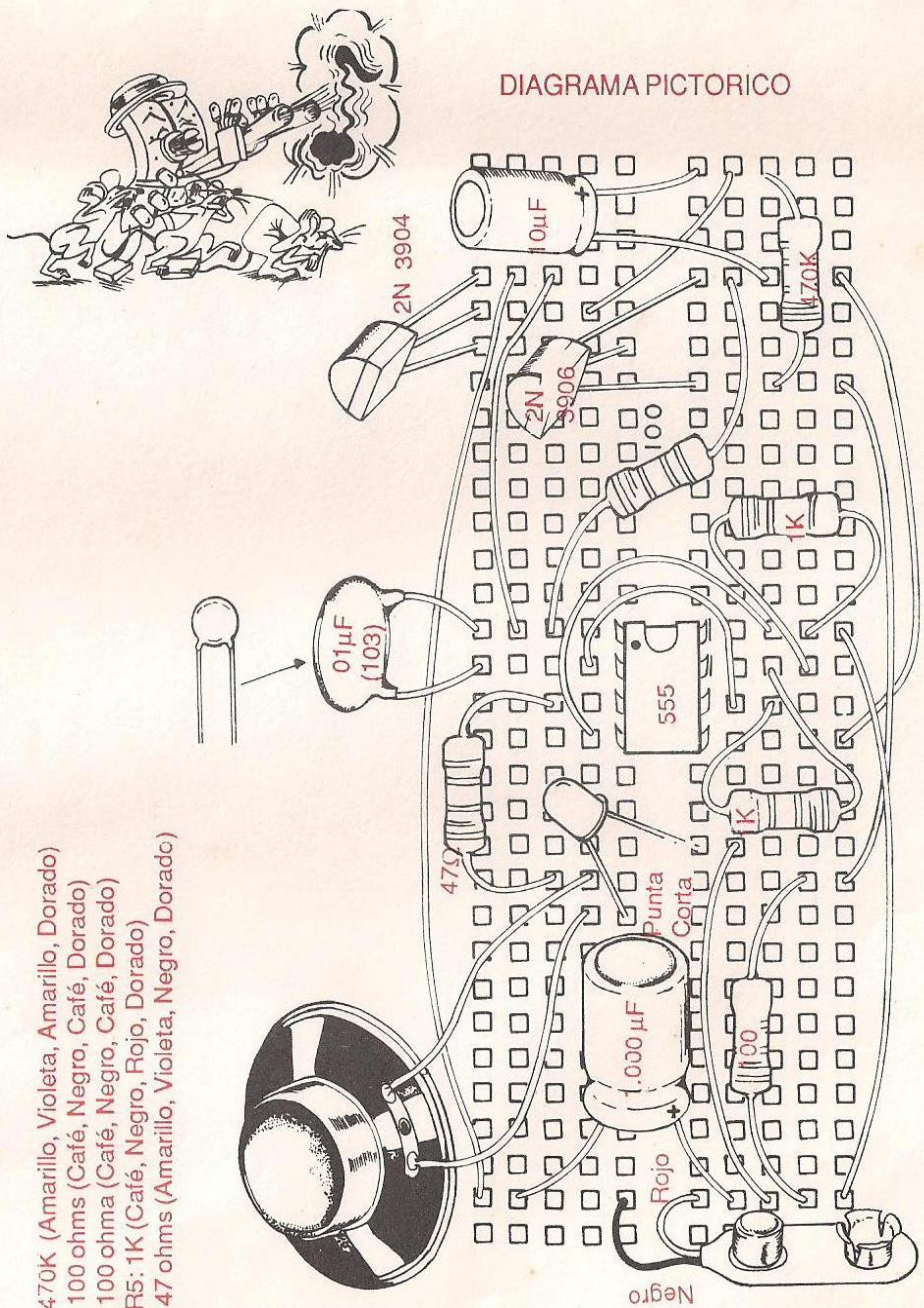 DIAGRAMA PICTORICO
470K (Amarillo, Violeta, Amarillo, Dorado)
100 ohms (Café, Negro, Café, Dorado)
100 ohma (Café, Negro, Café, Dorado)
R5: 1K (Café, Negro, Rojo, Dorado)
47 ohms (Amarillo, Violeta, Negro, Dorado)
2N 3904
10µF
470K
2N
3906
100
1K
01µF
(103)
555
47Ω
1K
Punta
Corta
1.000 µF
100
Rojo
Negro